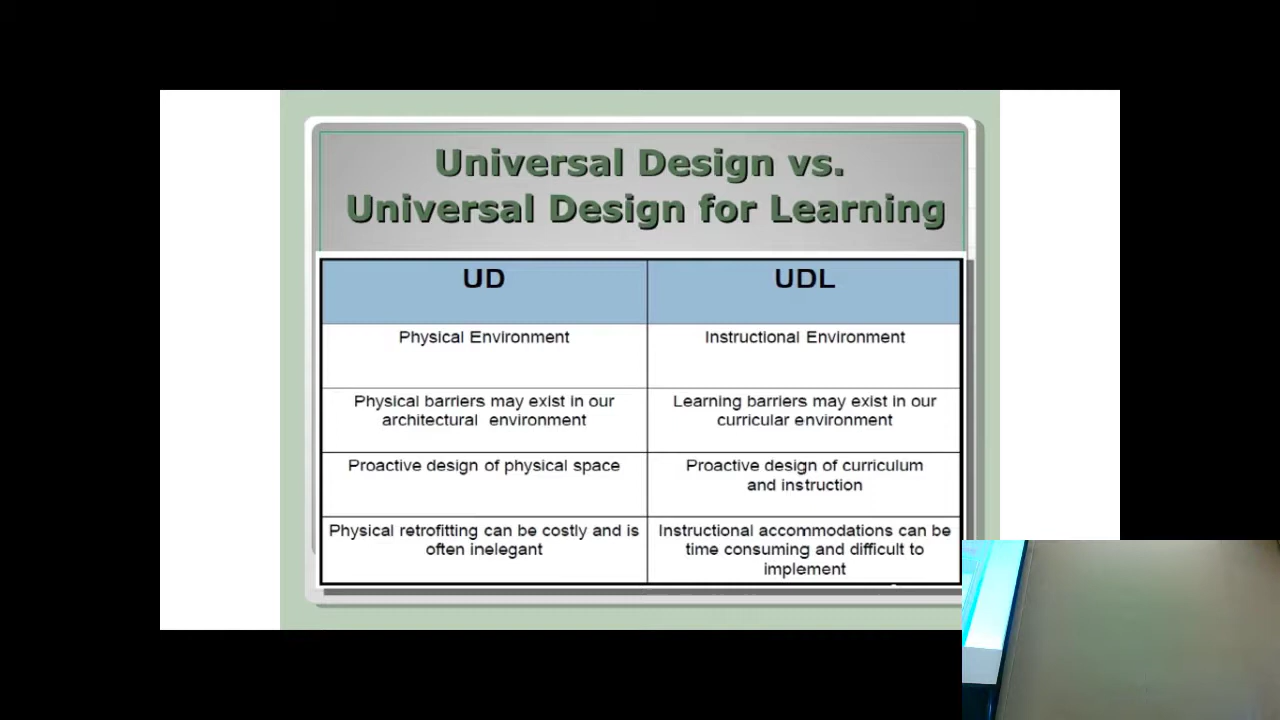 Universal Design vs.
Universal Design for Learning
UD
UDL
Physical Environment
Instructional Environment
Physical barriers may exist in our
architectural environment
Learning barriers may exist in our
curricular environment
Proactive design of physical space
Proactive design of curriculum
and instruction
Physical retrofitting can be costly and is
often inelegant
Instructional accommodations can be
time consuming and difficult to
implement